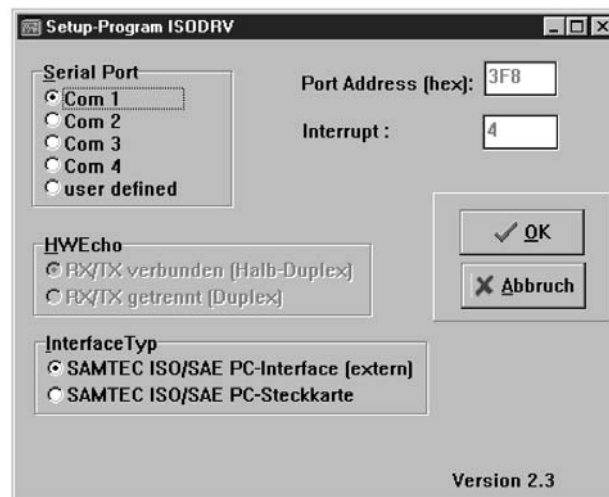 Setup-Program ISODRV
Serial Port
Com 1
Com 2
Com 3
Com 4
user defined
Port Address (hex): 3F8
Interrupt : 4
OK
Abbruch
HWEcho
RX/TX verbunden (Halb-Duplex)
RX/TX getrennt (Duplex)
InterfaceTyp
SAMTEC ISO/SAE PC-Interface (extern)
SAMTEC ISO/SAE PC-Steckkarte
Version 2.3